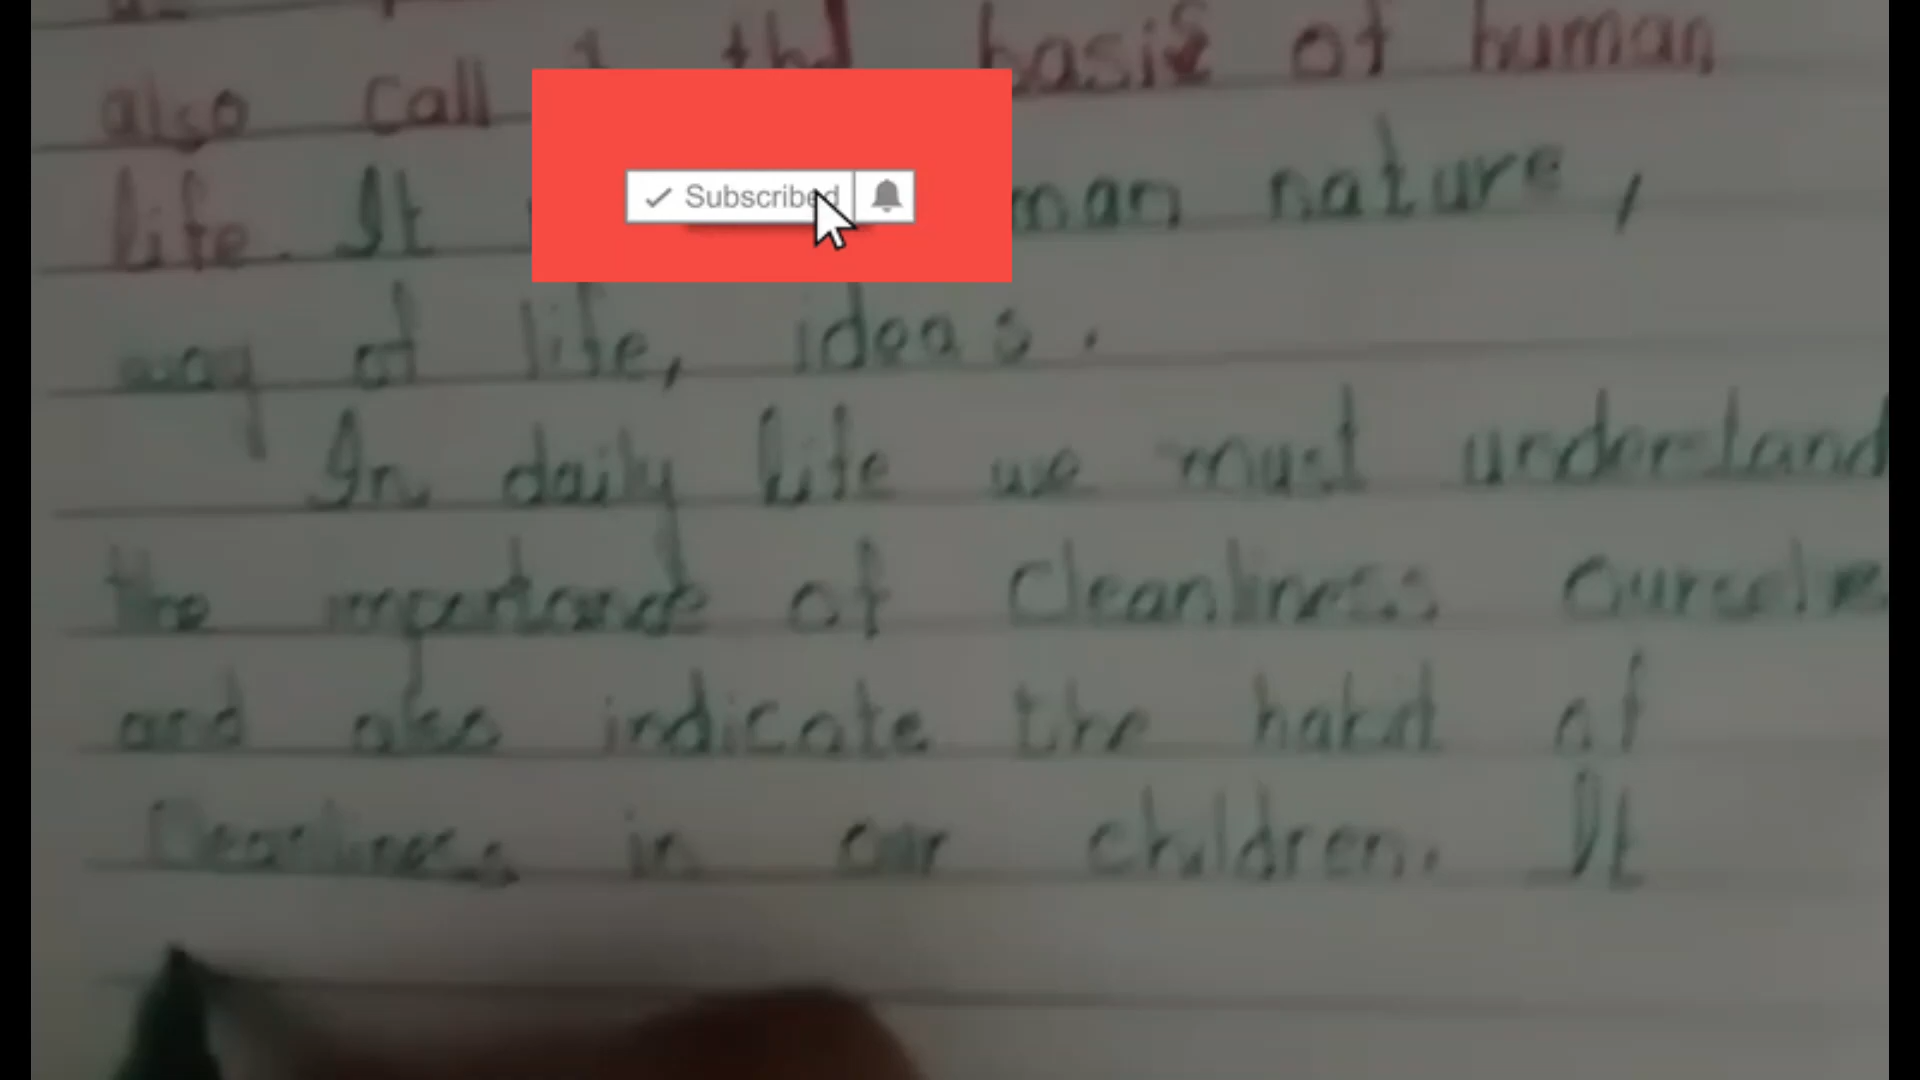 also call the basis of human
life. It man nature,
Subscribed
way of life, ideas.
In daily life we must understand
the importance of cleanliness ourselve
and also indicate the habit of
Cleanliness in our children. It